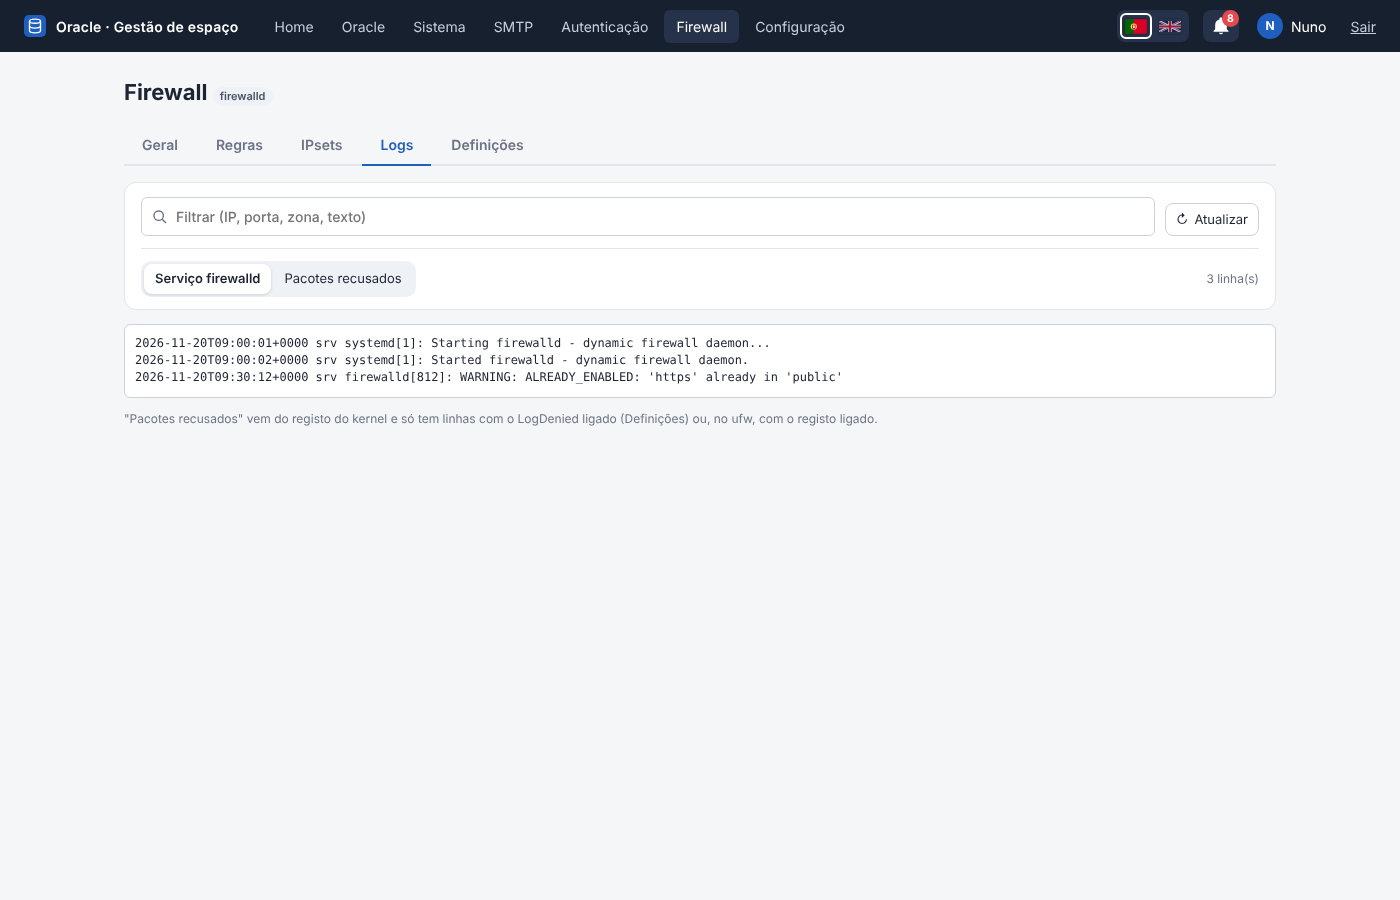 Oracle · Gestão de espaço Home Oracle Sistema SMTP Autenticação Firewall Configuração 8 N Nuno Sair
Firewall firewalld
Geral Regras IPsets Logs Definições
Filtrar (IP, porta, zona, texto) Atualizar
Serviço firewalld Pacotes recusados 3 linha(s)
2026-11-20T09:00:01+0000 srv systemd[1]: Starting firewalld - dynamic firewall daemon...
2026-11-20T09:00:02+0000 srv systemd[1]: Started firewalld - dynamic firewall daemon.
2026-11-20T09:30:12+0000 srv firewalld[812]: WARNING: ALREADY_ENABLED: 'https' already in 'public'
"Pacotes recusados" vem do registo do kernel e só tem linhas com o LogDenied ligado (Definições) ou, no ufw, com o registo ligado.